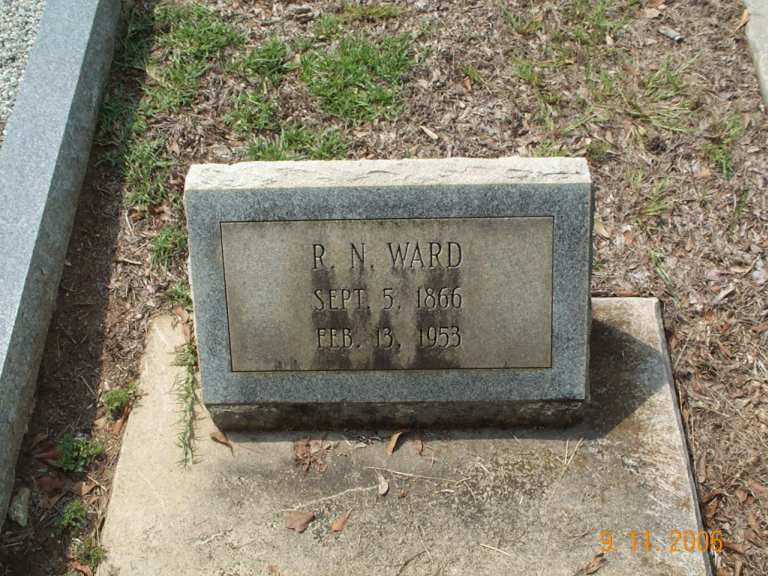 R. N. WARD
SEPT. 5, 1866
FEB. 13, 1953
9. 11. 2006